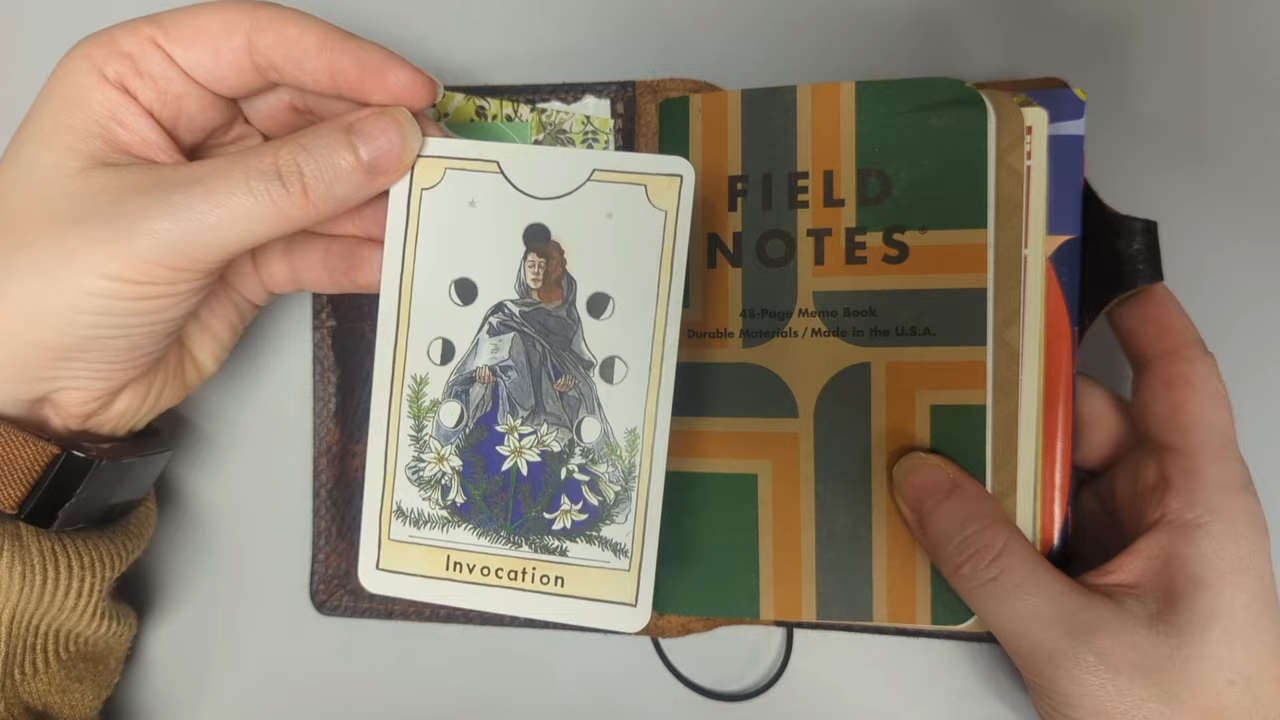 Invocation
FIELD
NOTES®
48-Page Memo Book
Durable Materials / Made in the U.S.A.